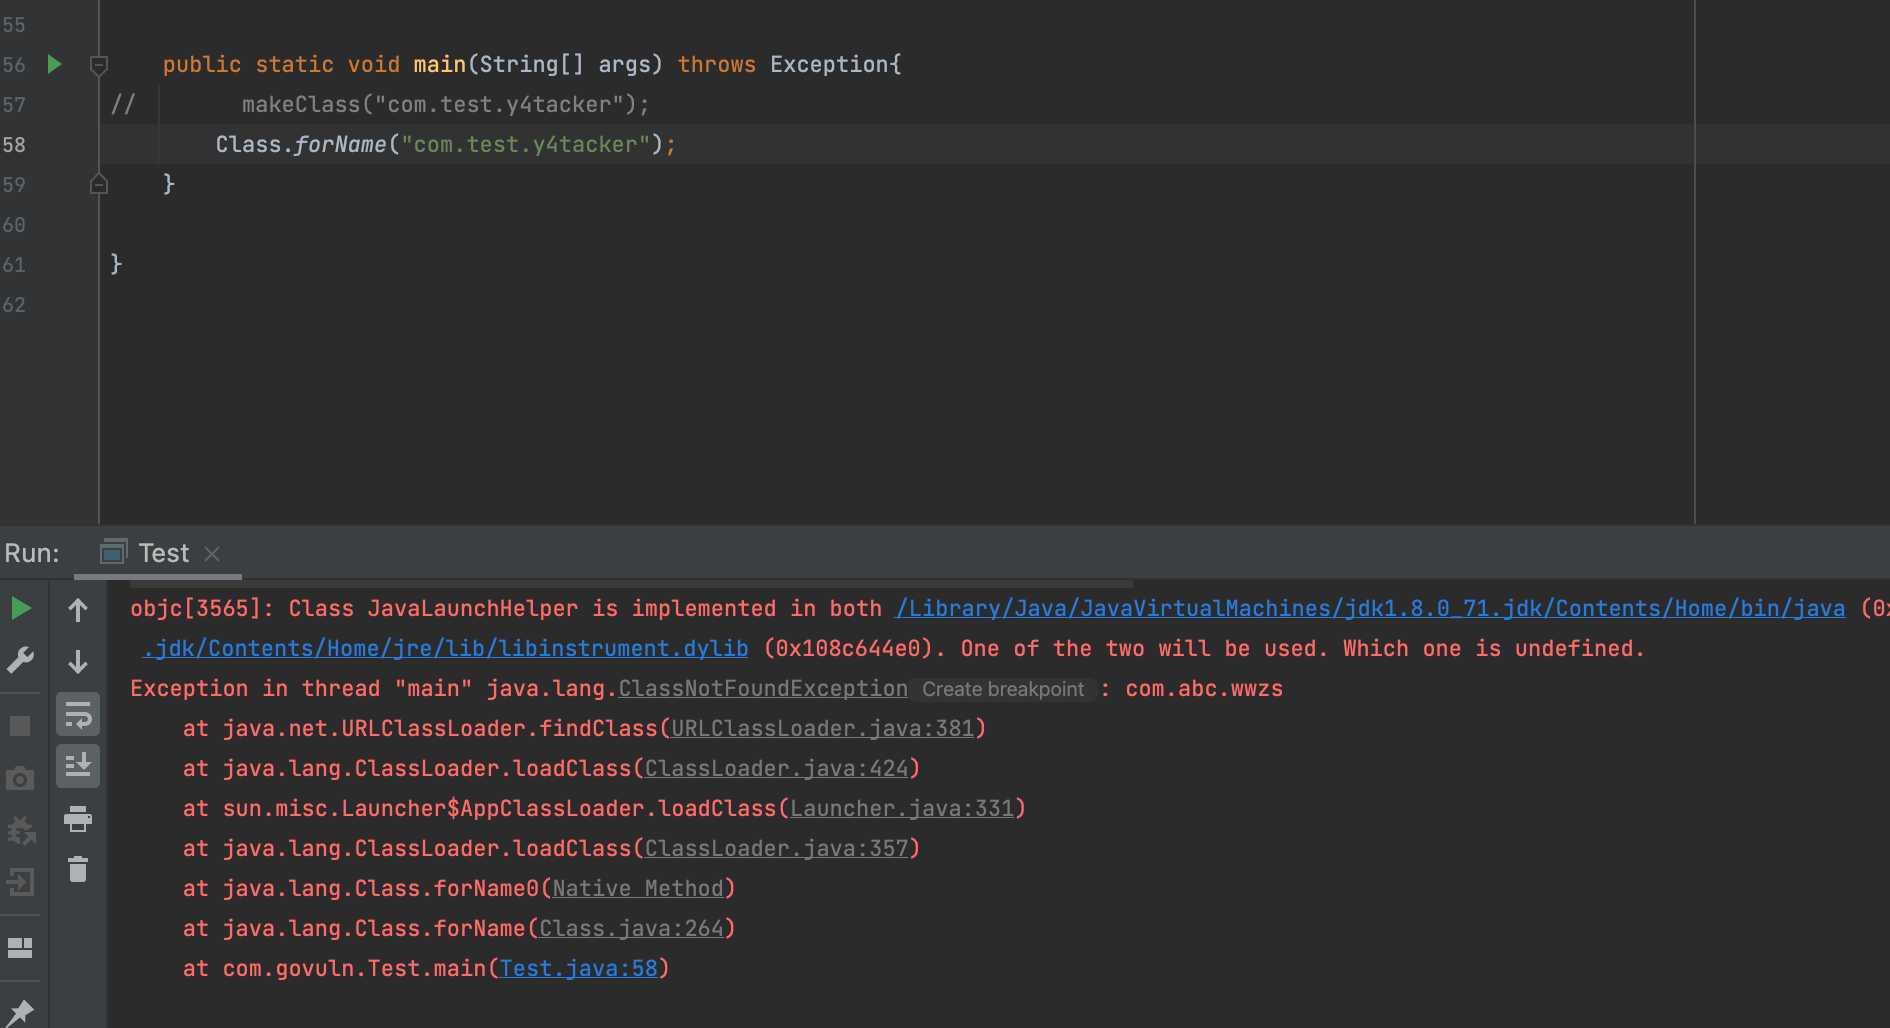 55
56 public static void main(String[] args) throws Exception{
57 // makeClass("com.test.y4tacker");
58 Class.forName("com.test.y4tacker");
59 }
60
61 }
62
Run: Test
objc[3565]: Class JavaLaunchHelper is implemented in both /Library/Java/JavaVirtualMachines/jdk1.8.0_71.jdk/Contents/Home/bin/java (0x
.jdk/Contents/Home/jre/lib/libinstrument.dylib (0x108c644e0). One of the two will be used. Which one is undefined.
Exception in thread "main" java.lang.ClassNotFoundException Create breakpoint : com.abc.wwzs
at java.net.URLClassLoader.findClass(URLClassLoader.java:381)
at java.lang.ClassLoader.loadClass(ClassLoader.java:424)
at sun.misc.Launcher$AppClassLoader.loadClass(Launcher.java:331)
at java.lang.ClassLoader.loadClass(ClassLoader.java:357)
at java.lang.Class.forName0(Native Method)
at java.lang.Class.forName(Class.java:264)
at com.govuln.Test.main(Test.java:58)